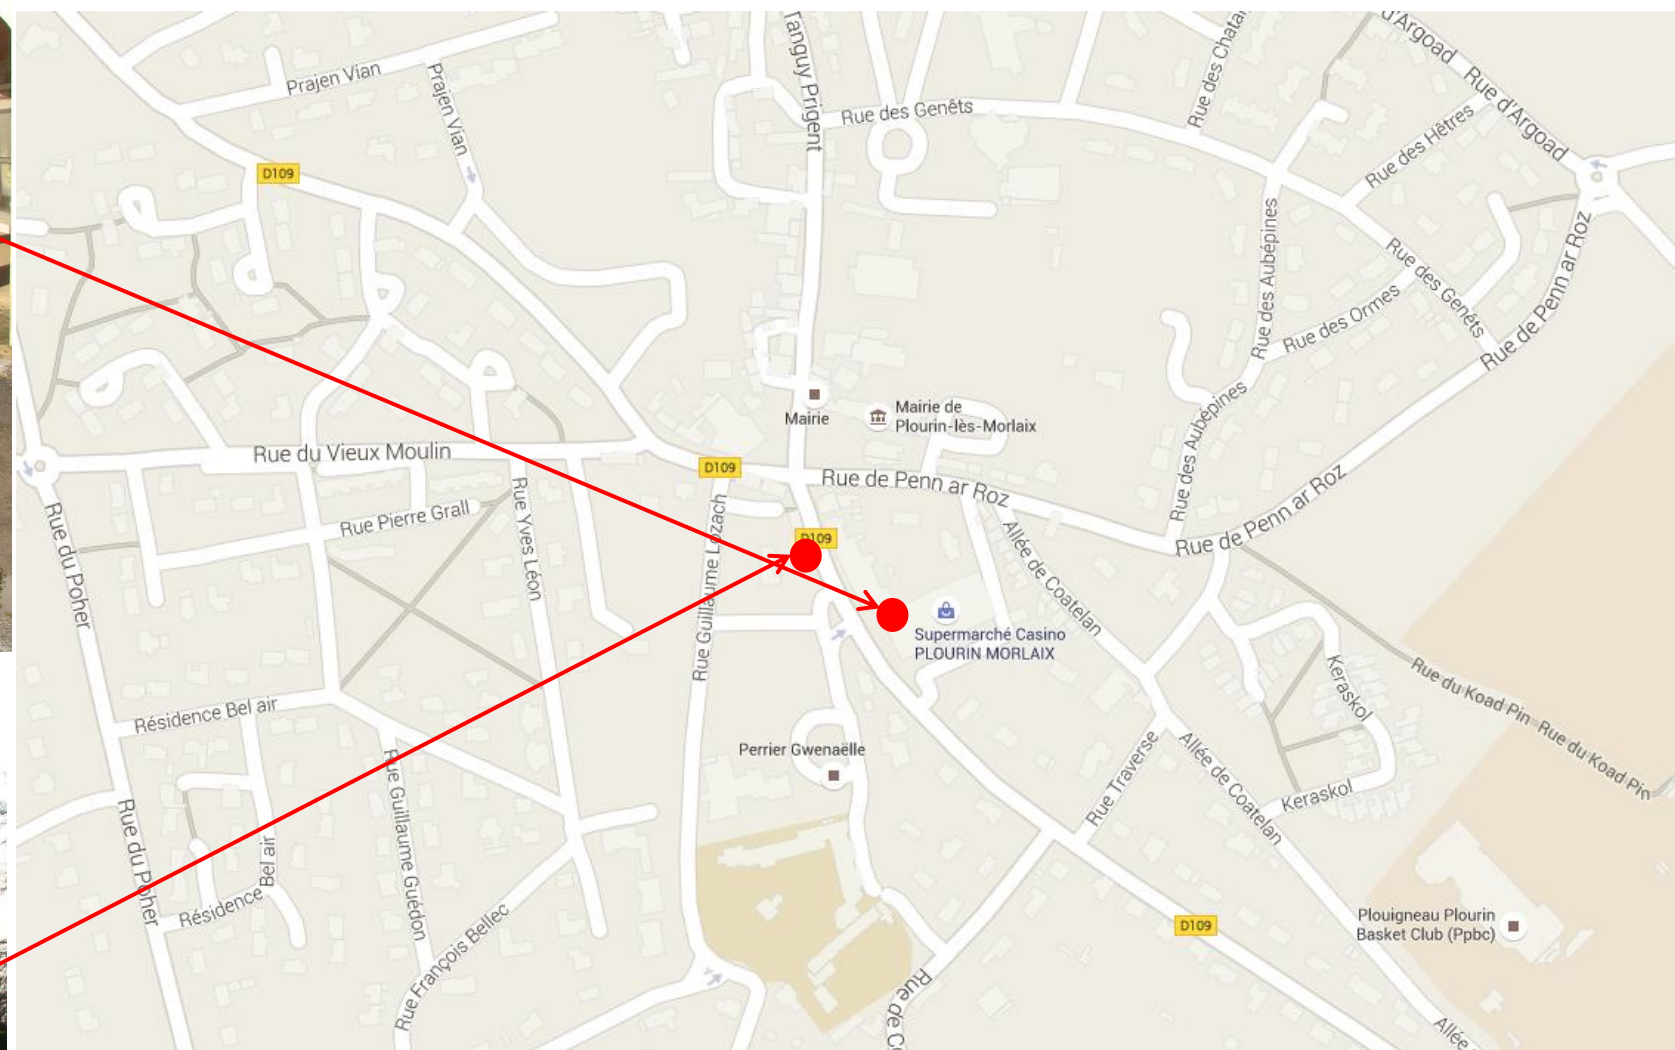 Tanguy Prigent
Rue des Chatai
d'Argoad
Rue d'Argoad
Prajen Vian
Prajen Vian
Rue des Genêts
Rue des Hêtres
D109
Rue des Aubépines
Rue de Penn ar Roz
Rue des Genêts
Rue des Ormes
Mairie
Mairie de
Plourin-lès-Morlaix
Rue des Aubépines
Rue du Vieux Moulin
D109
Rue de Penn ar Roz
Rue de Penn ar Roz
Rue du Poher
Rue Pierre Grall
Rue Yves Léon
Rue Guillaume Lozach
D109
Allée de Coatelan
Supermarché Casino
PLOURIN MORLAIX
Rue du Koad Pin
Rue du Koad Pin
Keraskol
Résidence Bel air
Perrier Gwenaëlle
Rue Traverse
Allée de Coatelan
Keraskol
Rue du Poher
Rue Guillaume Guédon
Résidence Bel air
Rue François Bellec
D109
Plouigneau Plourin
Basket Club (Ppbc)
Rue de Co
Allée